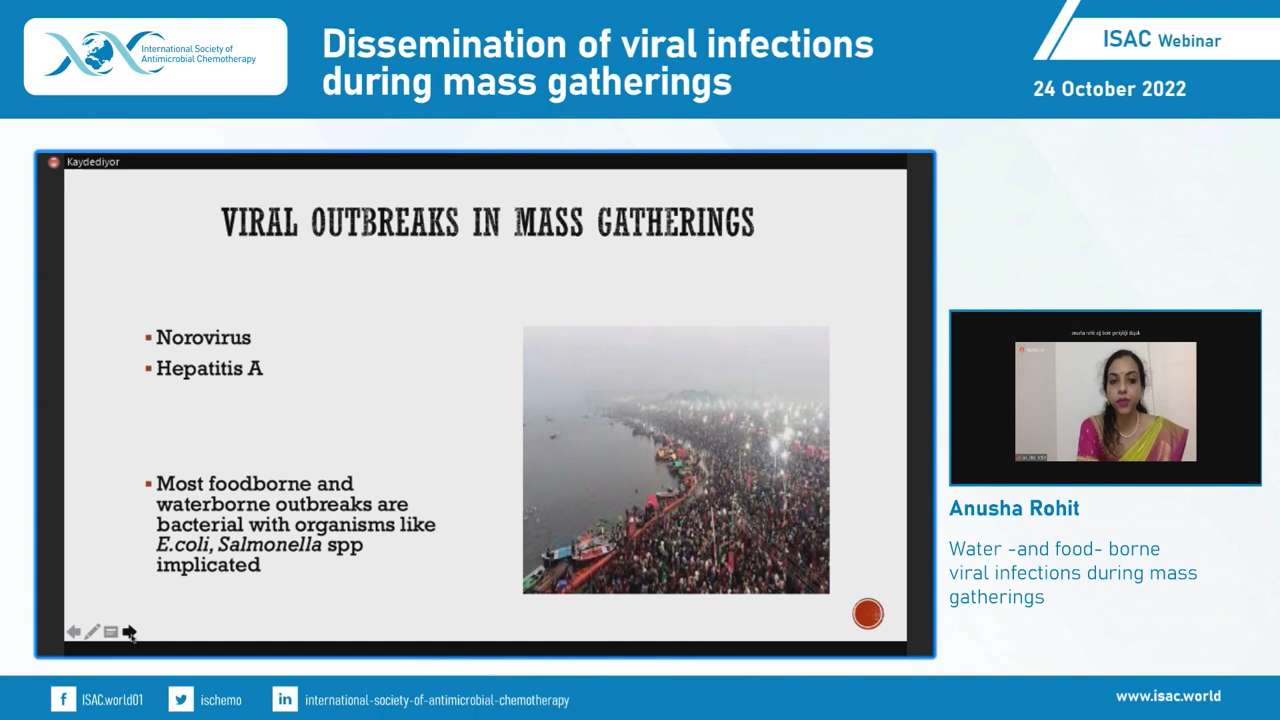 International Society of
Antimicrobial Chemotherapy
Dissemination of viral infections
during mass gatherings
ISAC Webinar
24 October 2022
Kaydediyor
VIRAL OUTBREAKS IN MASS GATHERINGS
Norovirus
Hepatitis A
Most foodborne and
waterborne outbreaks are
bacterial with organisms like
E.coli, Salmonella spp
implicated
Anusha Rohit
Water -and food- borne
viral infections during mass
gatherings
ISAC.world01
ischemo
international-society-of-antimicrobial-chemotherapy
www.isac.world